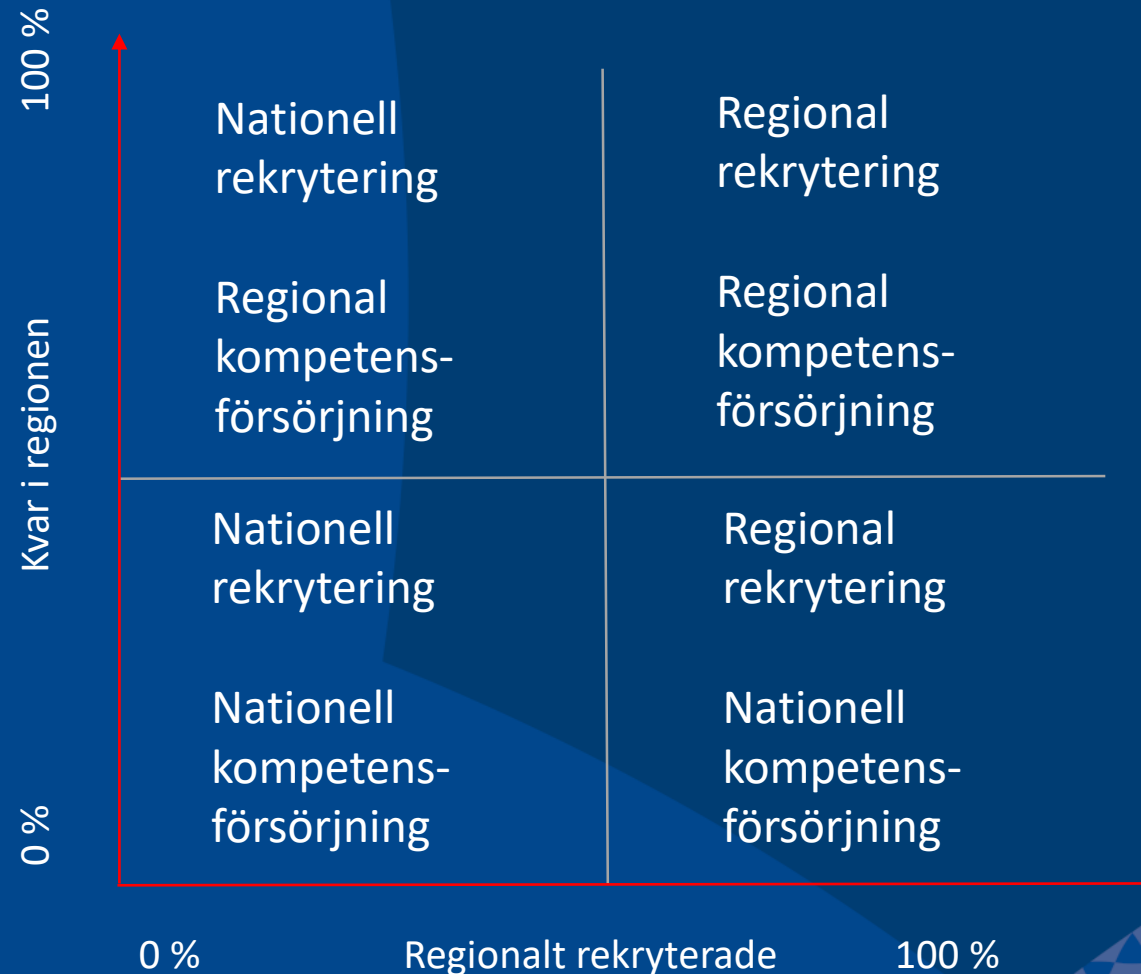 100 %
Kvar i regionen
0 %
Nationell
rekrytering
Regional
kompetens-
försörjning
Regional
rekrytering
Regional
kompetens-
försörjning
Nationell
rekrytering
Nationell
kompetens-
försörjning
Regional
rekrytering
Nationell
kompetens-
försörjning
0 %
Regionalt rekryterade
100 %